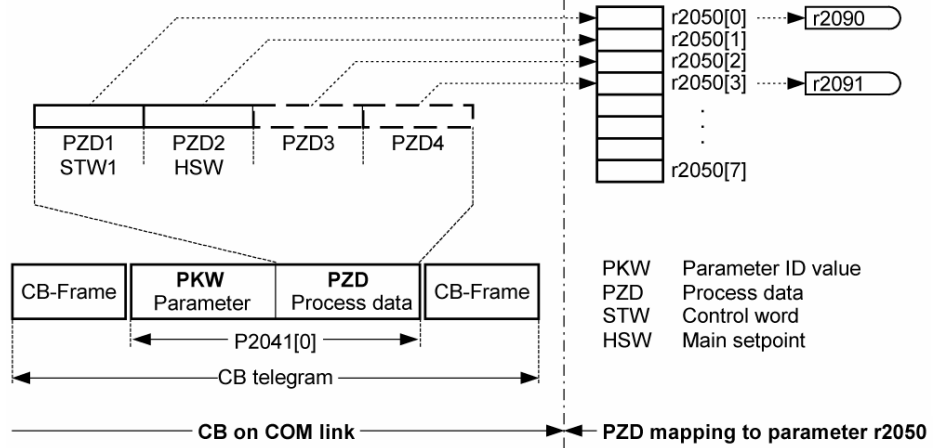 r2050[0] r2090
r2050[1]
r2050[2]
r2050[3] r2091
r2050[7]
PZD1 PZD2 PZD3 PZD4
STW1 HSW
CB-Frame PKW Parameter PZD Process data CB-Frame
P2041[0]
CB telegram
PKW Parameter ID value
PZD Process data
STW Control word
HSW Main setpoint
CB on COM link PZD mapping to parameter r2050